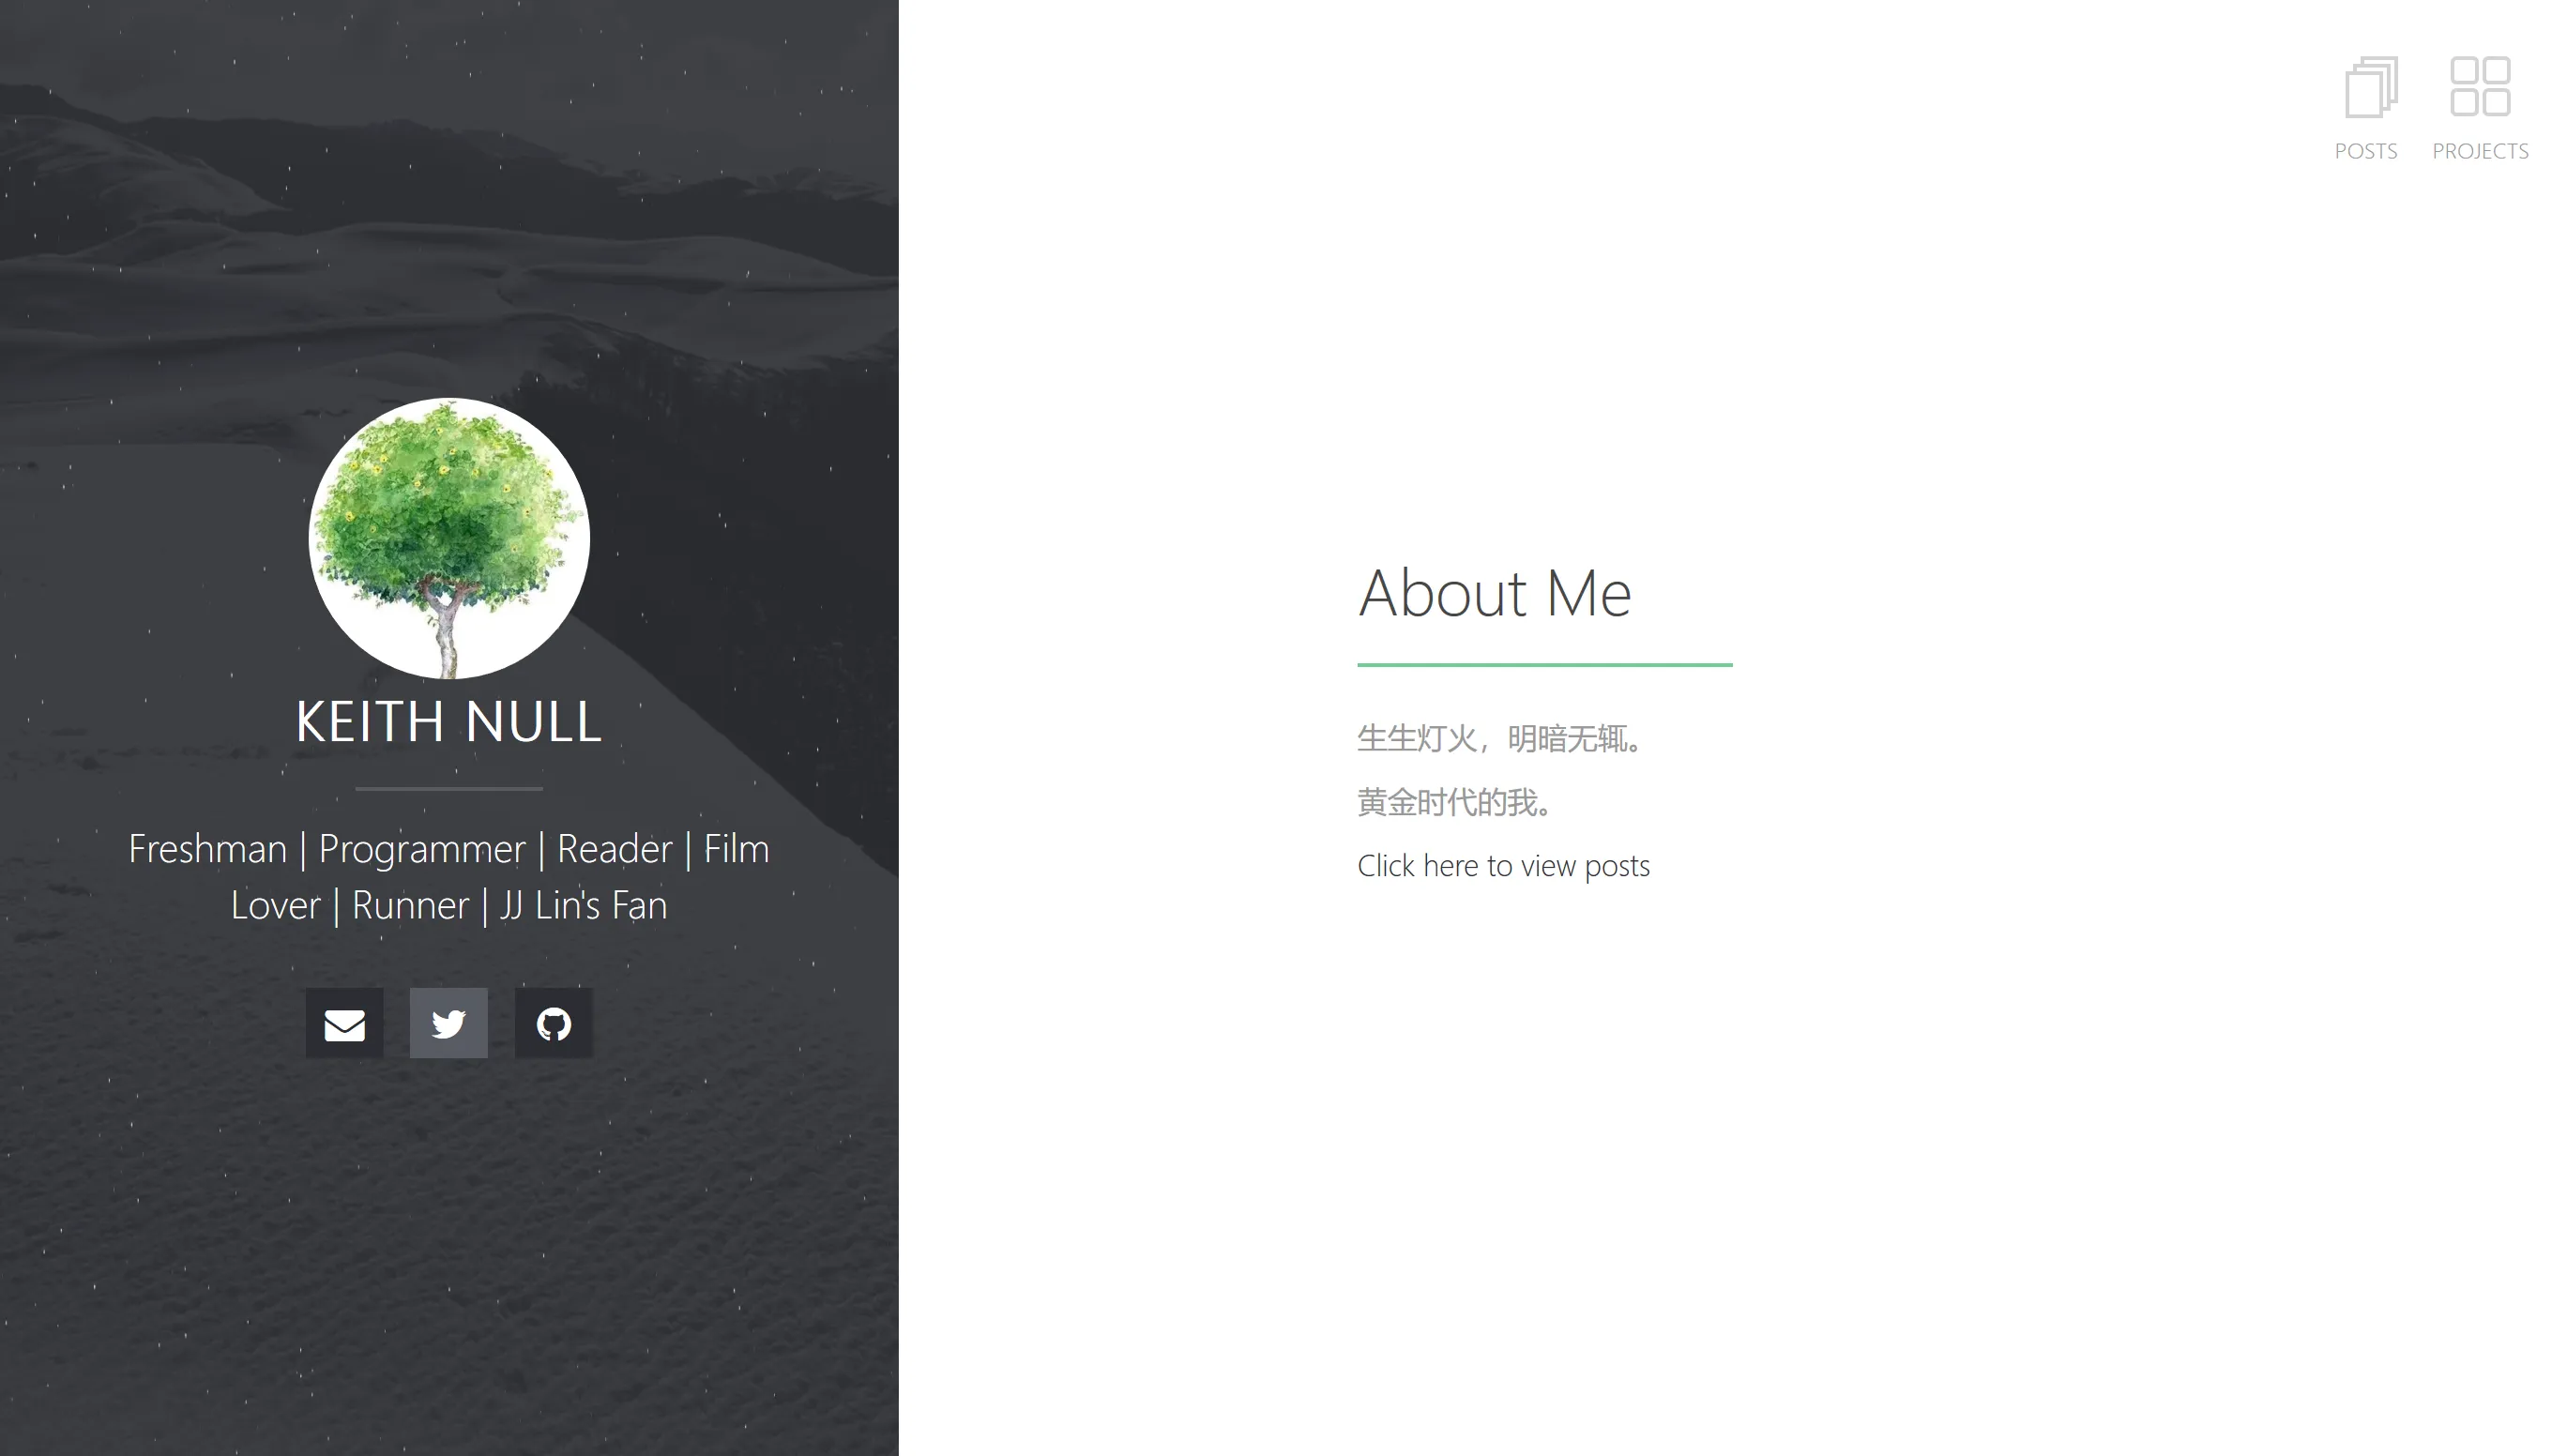 POSTS
PROJECTS
KEITH NULL
Freshman | Programmer | Reader | Film
Lover | Runner | JJ Lin's Fan
About Me
生生灯火，明暗无辄。
黄金时代的我。
Click here to view posts